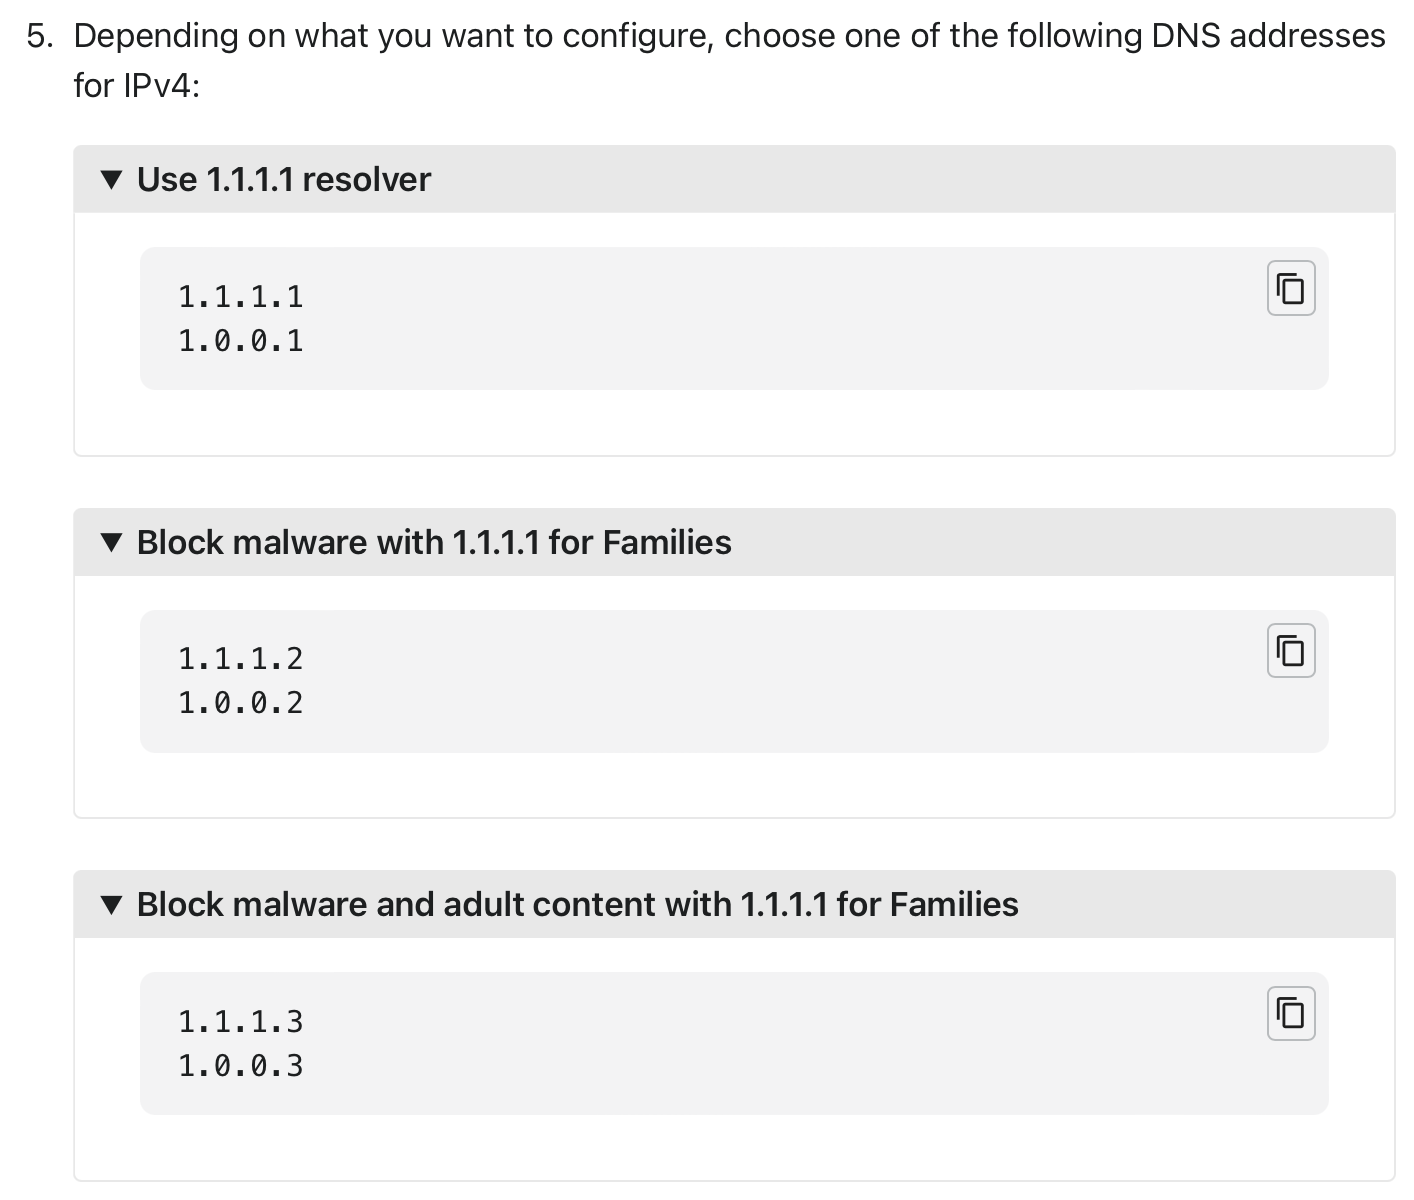 5. Depending on what you want to configure, choose one of the following DNS addresses
for IPv4:
Use 1.1.1.1 resolver
1.1.1.1
1.0.0.1
Block malware with 1.1.1.1 for Families
1.1.1.2
1.0.0.2
Block malware and adult content with 1.1.1.1 for Families
1.1.1.3
1.0.0.3